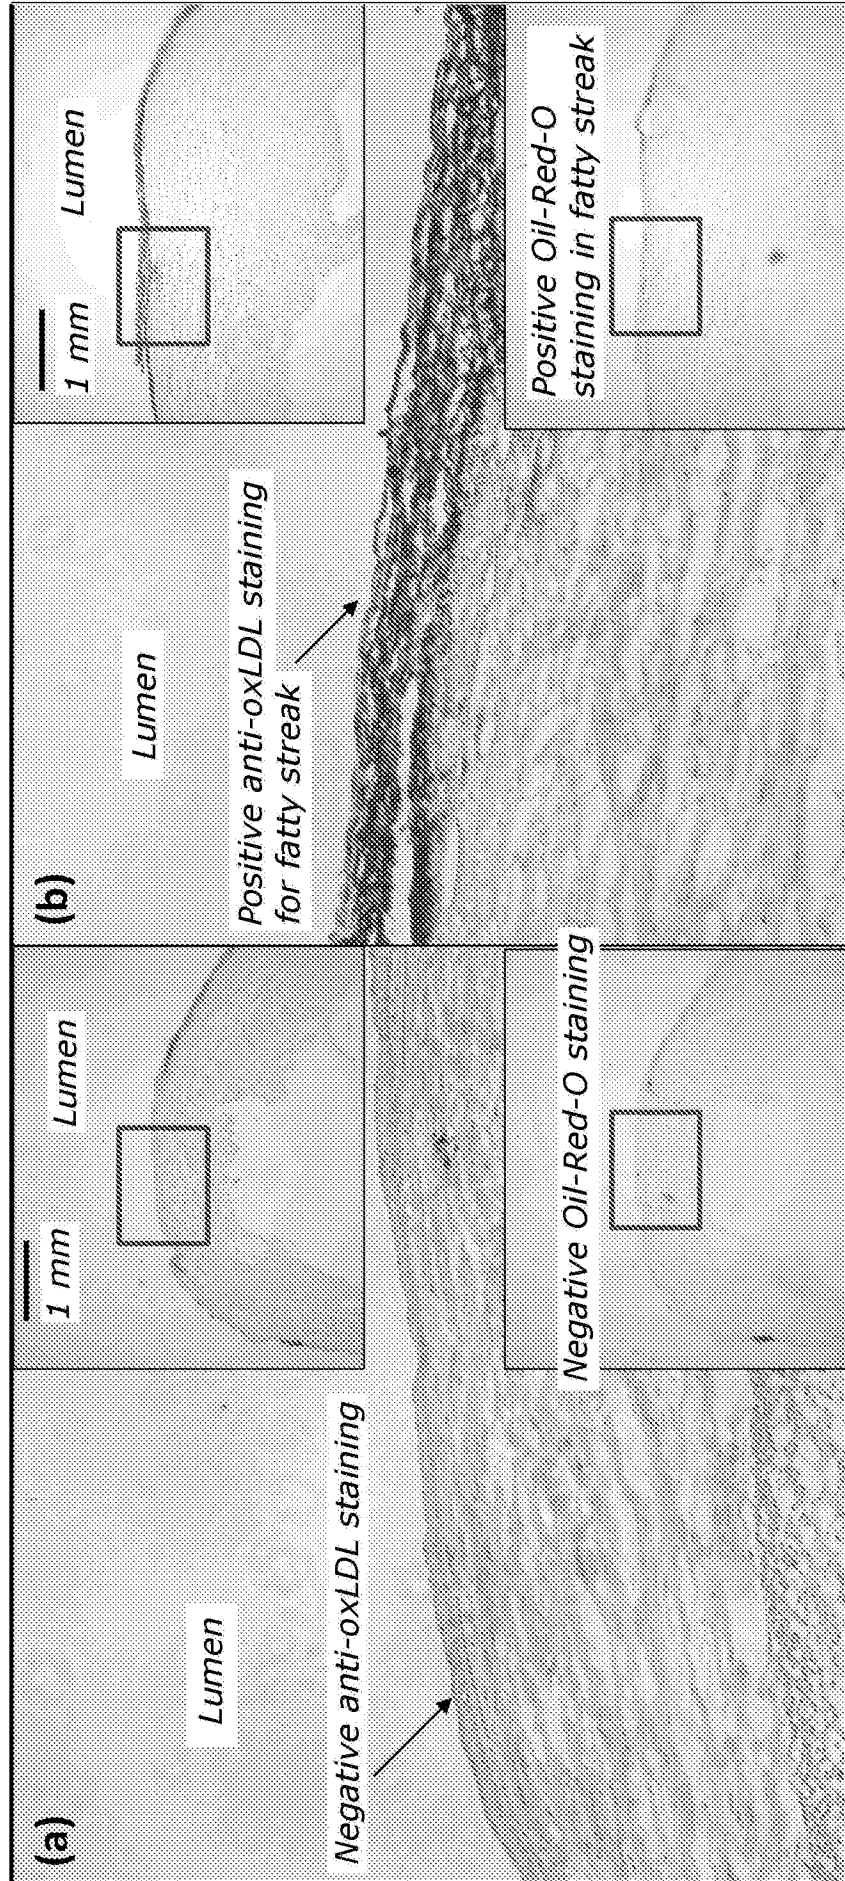 (a)
Lumen
Negative anti-oxLDL staining
1 mm
Lumen
Negative Oil-Red-O staining
(b)
Lumen
Positive anti-oxLDL staining
for fatty streak
1 mm
Lumen
Positive Oil-Red-O
staining in fatty streak